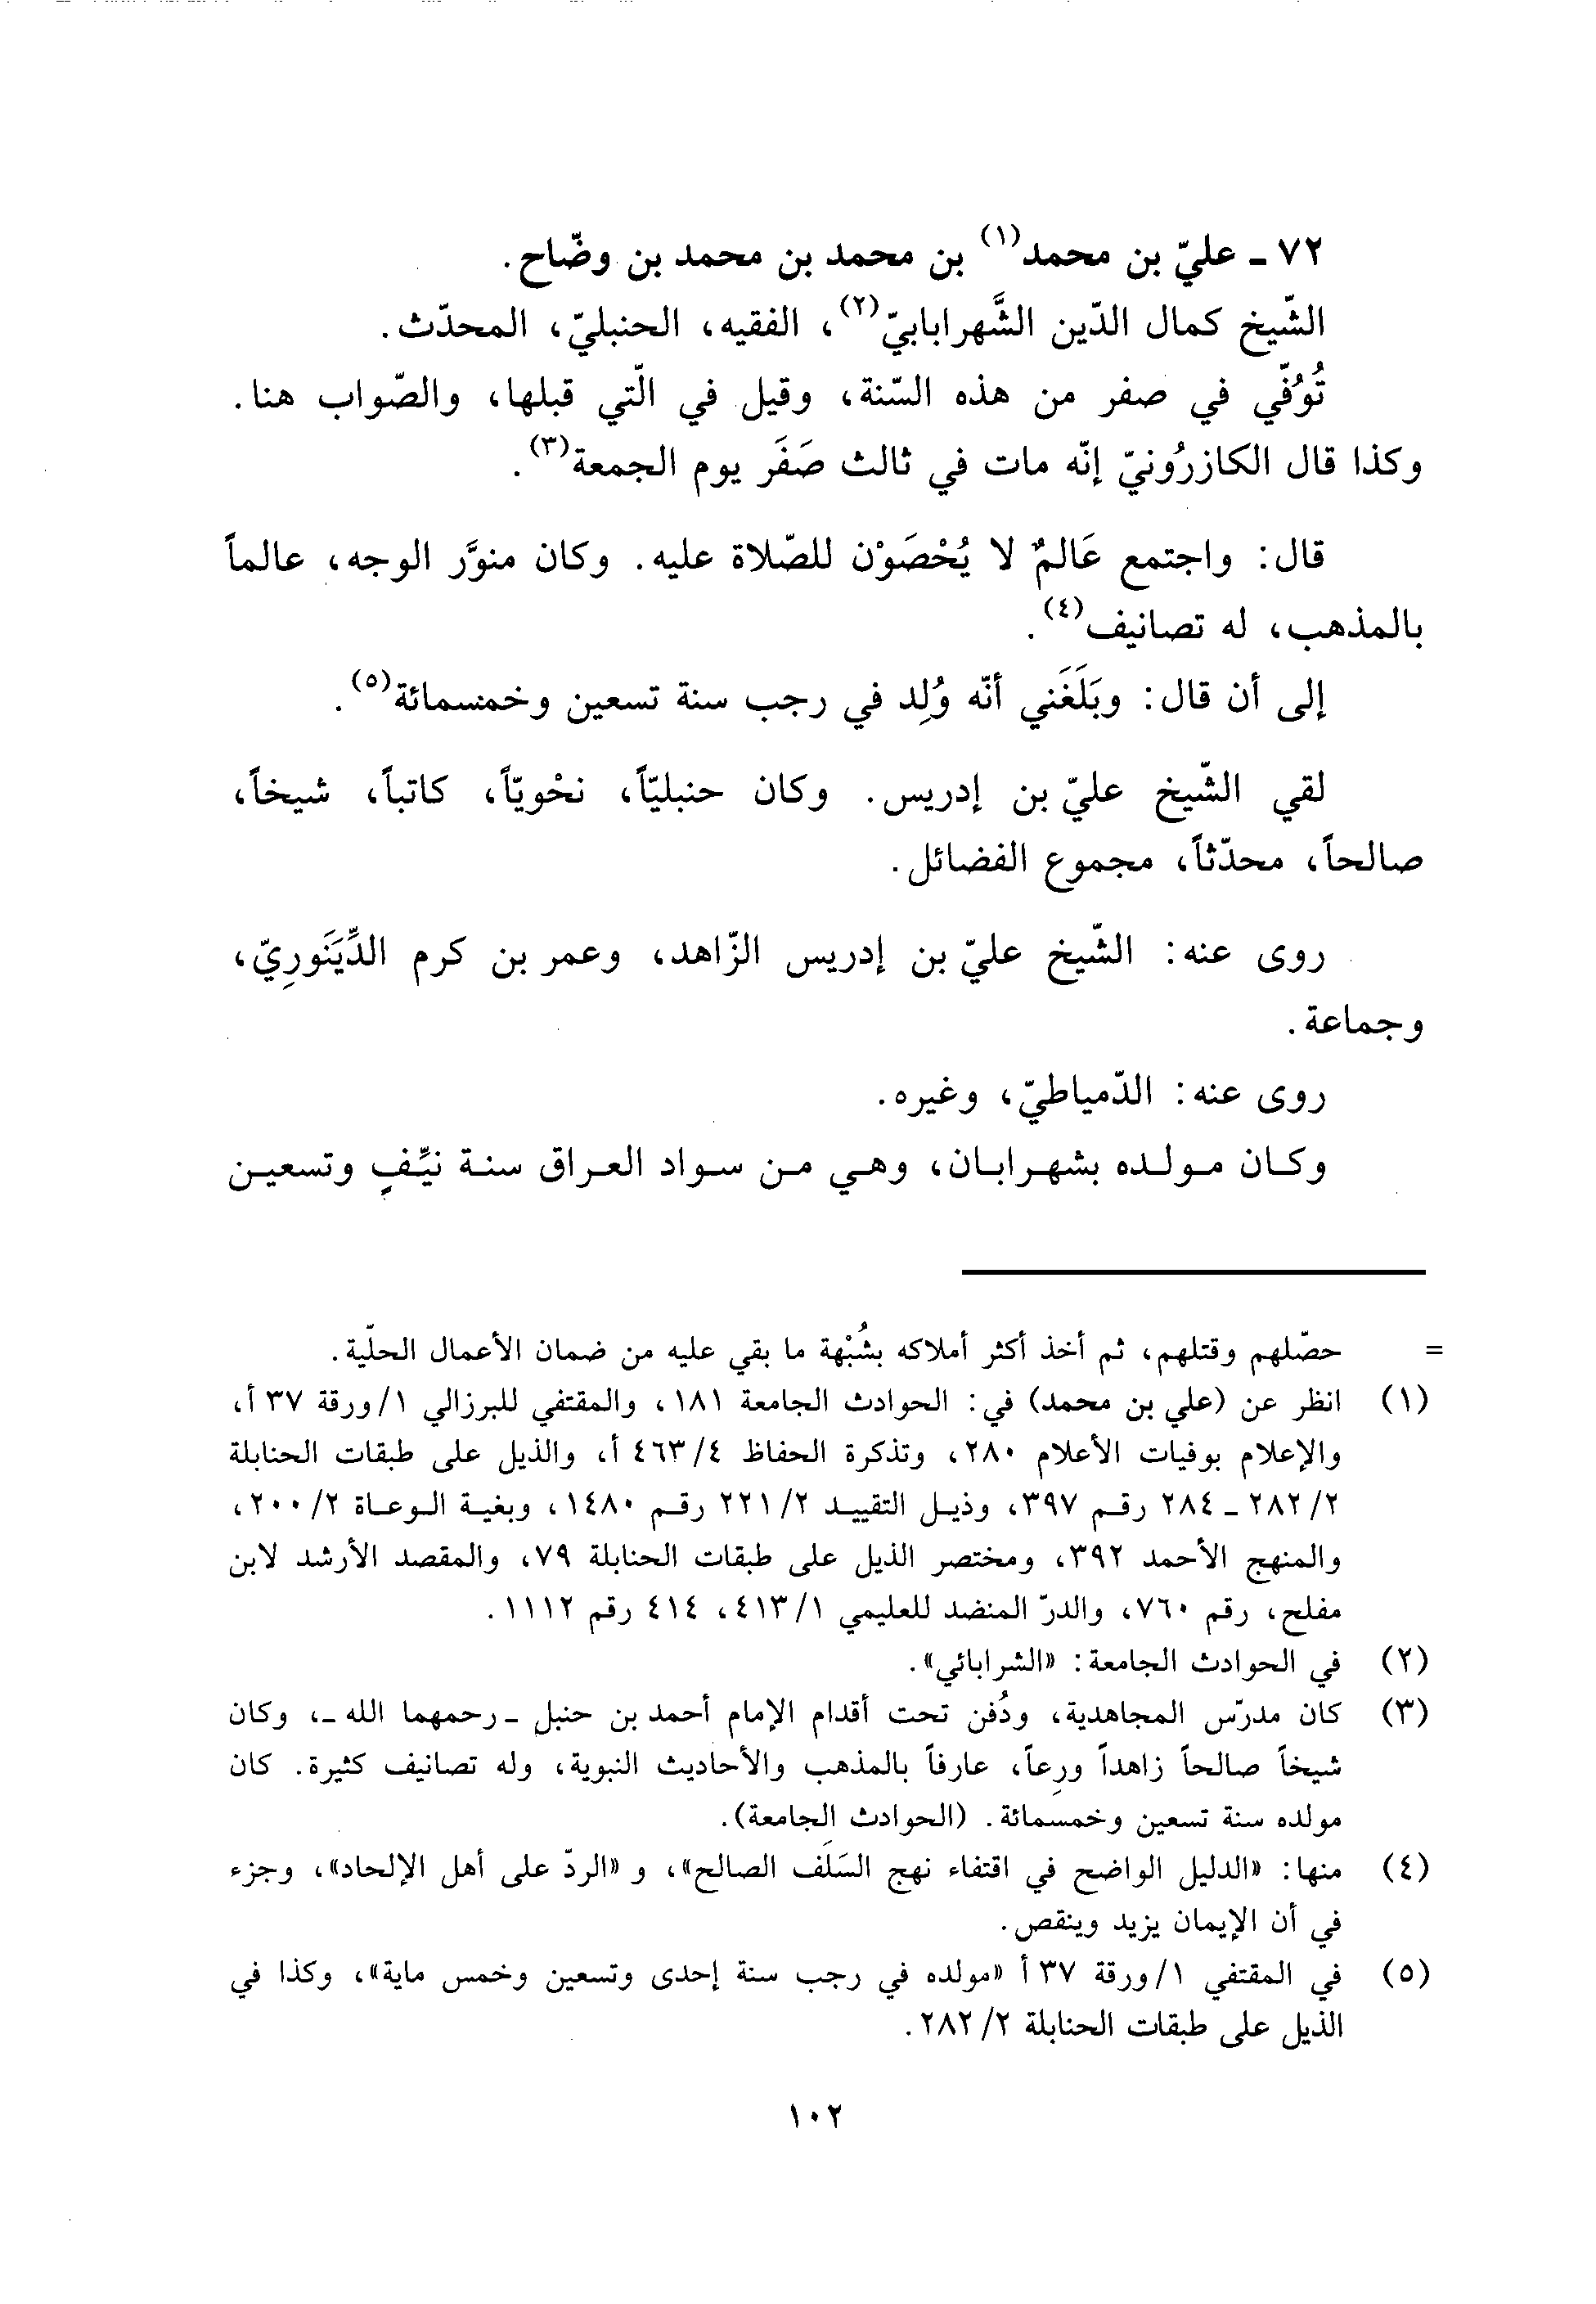 ٧٢ ـ عليّ بن محمد(١) بن محمد بن محمد بن وضّاح.
الشّيخ كمال الدّين الشَّهراباﺑﻲّ(٢)، الفقيه، الحنبليّ، المحدّث.
تُوُفّي في صفر من هذه السّنة، وقيل في الّتي قبلها، والصّواب هنا.
وكذا قال الكازرُونيّ إنّه مات في ثالث صَفَر يوم الجمعة(٣).
قال: واجتمع عَالمٌ لا يُحْصَوْن للصّلاة عليه. وكان منوَّر الوجه، عالماً
بالمذهب، له تصانيف(٤).
إلى أن قال: وبَلَغَني أنّه وُلِد في رجب سنة تسعين وخمسمائة(٥).
لقي الشّيخ عليّ بن إدريس. وكان حنبليّاً، نحْويّاً، كاتباً، شيخاً،
صالحاً، محدّثاً، مجموع الفضائل.
روى عنه: الشّيخ عليّ بن إدريس الزّاهد، وعمر بن كرم الدِّيَنَورِيّ،
وجماعة.
روى عنه: الدّمياطيّ، وغيره.
وكان مولده بشهرابان، وهي من سواد العراق سنة نيِّفٍ وتسعين
= حصّلهم وقتلهم، ثم أخذ أكثر أملاكه بشُبْهة ما بقي عليه من ضمان الأعمال الحلّية.
(١) انظر عن (علي بن محمد) في: الحوادث الجامعة ١٨١، والمقتفي للبرزالي ١/ورقة ٣٧ أ،
والإعلام بوفيات الأعلام ٢٨٠، وتذكرة الحفاظ ٤/٤٦٣ أ، والذيل على طبقات الحنابلة
٢/٢٨٢ ـ ٢٨٤ رقم ٣٩٧، وذيل التقييد ٢/٢٢١ رقم ١٤٨٠، وبغية الوعاة ٢/٢٠٠،
والمنهج الأحمد ٣٩٢، ومختصر الذيل على طبقات الحنابلة ٧٩، والمقصد الأرشد لابن
مفلح، رقم ٧٦٠، والدرّ المنضد للعليمي ١/٤١٣، ٤١٤ رقم ١١١٢.
(٢) في الحوادث الجامعة: «الشرابائي».
(٣) كان مدرّس المجاهدية، ودُفن تحت أقدام الإمام أحمد بن حنبل ـ رحمهما الله ـ، وكان
شيخاً صالحاً زاهداً ورِعاً، عارفاً بالمذهب والأحاديث النبوية، وله تصانيف كثيرة. كان
مولده سنة تسعين وخمسمائة. (الحوادث الجامعة).
(٤) منها: «الدليل الواضح في اقتفاء نهج السَلَف الصالح»، و «الردّ على أهل الإلحاد»، وجزء
في أن الإيمان يزيد وينقص.
(٥) في المقتفي ١/ورقة ٣٧ أ «مولده في رجب سنة إحدى وتسعين وخمس ماية»، وكذا في
الذيل على طبقات الحنابلة ٢/٢٨٢.
١٠٢